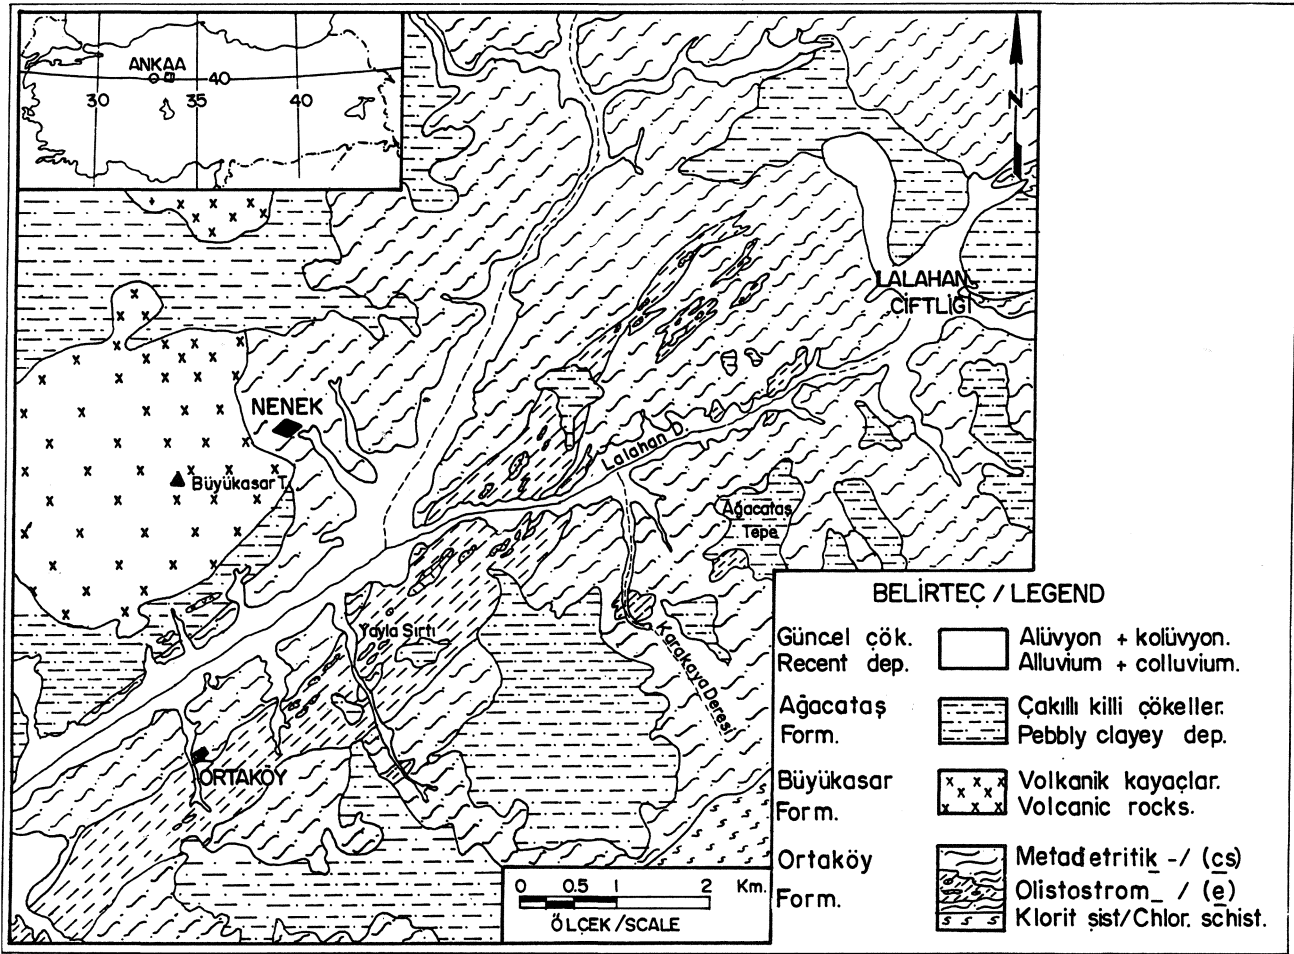 ANKAA
40
30
35
40
N
LALAHAN
ÇİFTLİĞİ
NENEK
Büyükasar T.
Lalahan D.
Ağacataş
Tepe
Yayla Sırtı
Karakaya Deresi
ORTAKÖY
BELİRTEÇ / LEGEND
Güncel çök.
Recent dep.
Alüvyon + kolüvyon.
Alluvium + colluvium.
Ağacataş
Form.
Çakıllı killi çökeller.
Pebbly clayey dep.
Büyükasar
Form.
Volkanik kayaçlar.
Volcanic rocks.
Ortaköy
Form.
Metadetritik -/ (cs)
Olistostrom_ / (e)
Klorit şist/Chlor. schist.
0 0.5 1 2 Km.
ÖLÇEK/SCALE